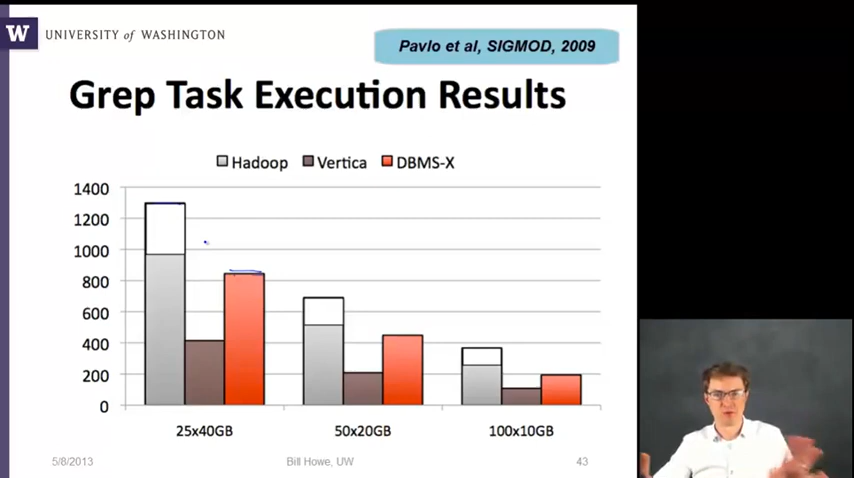 W UNIVERSITY of WASHINGTON
Pavlo et al, SIGMOD, 2009
Grep Task Execution Results
Hadoop Vertica DBMS-X
1400
1200
1000
800
600
400
200
0
25x40GB 50x20GB 100x10GB
5/8/2013 Bill Howe, UW 43